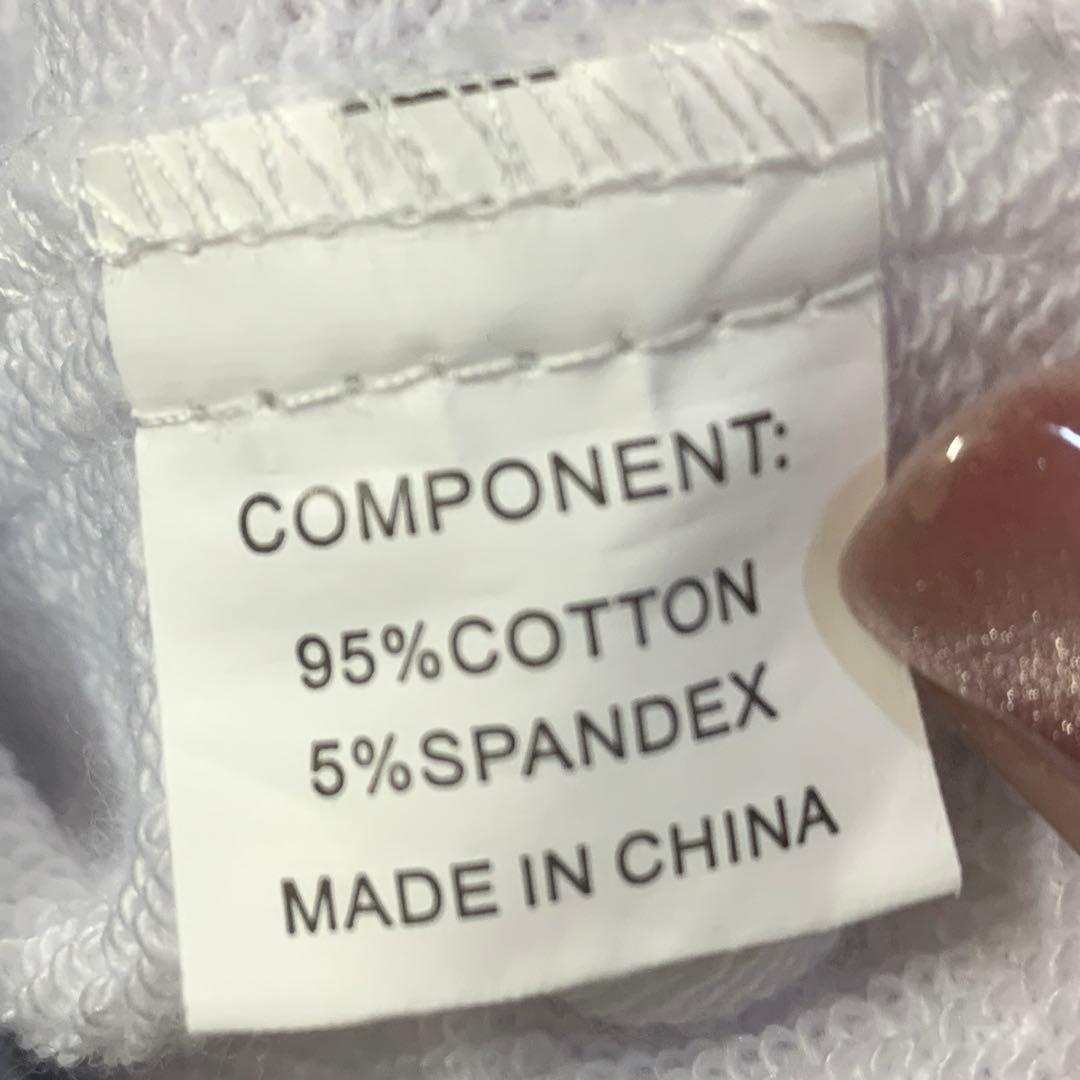 COMPONENT:
95%COTTON
5%SPANDEX
MADE IN CHINA